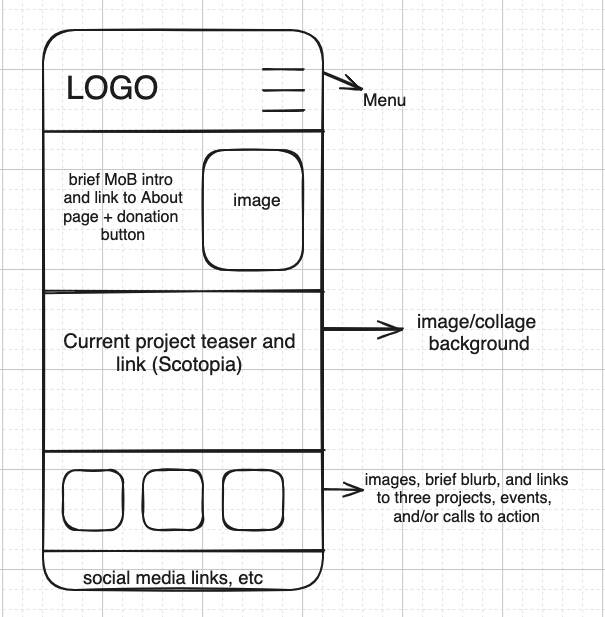 LOGO
Menu
brief MoB intro
and link to About
page + donation
button
image
Current project teaser and
link (Scotopia)
image/collage
background
images, brief blurb, and links
to three projects, events,
and/or calls to action
social media links, etc